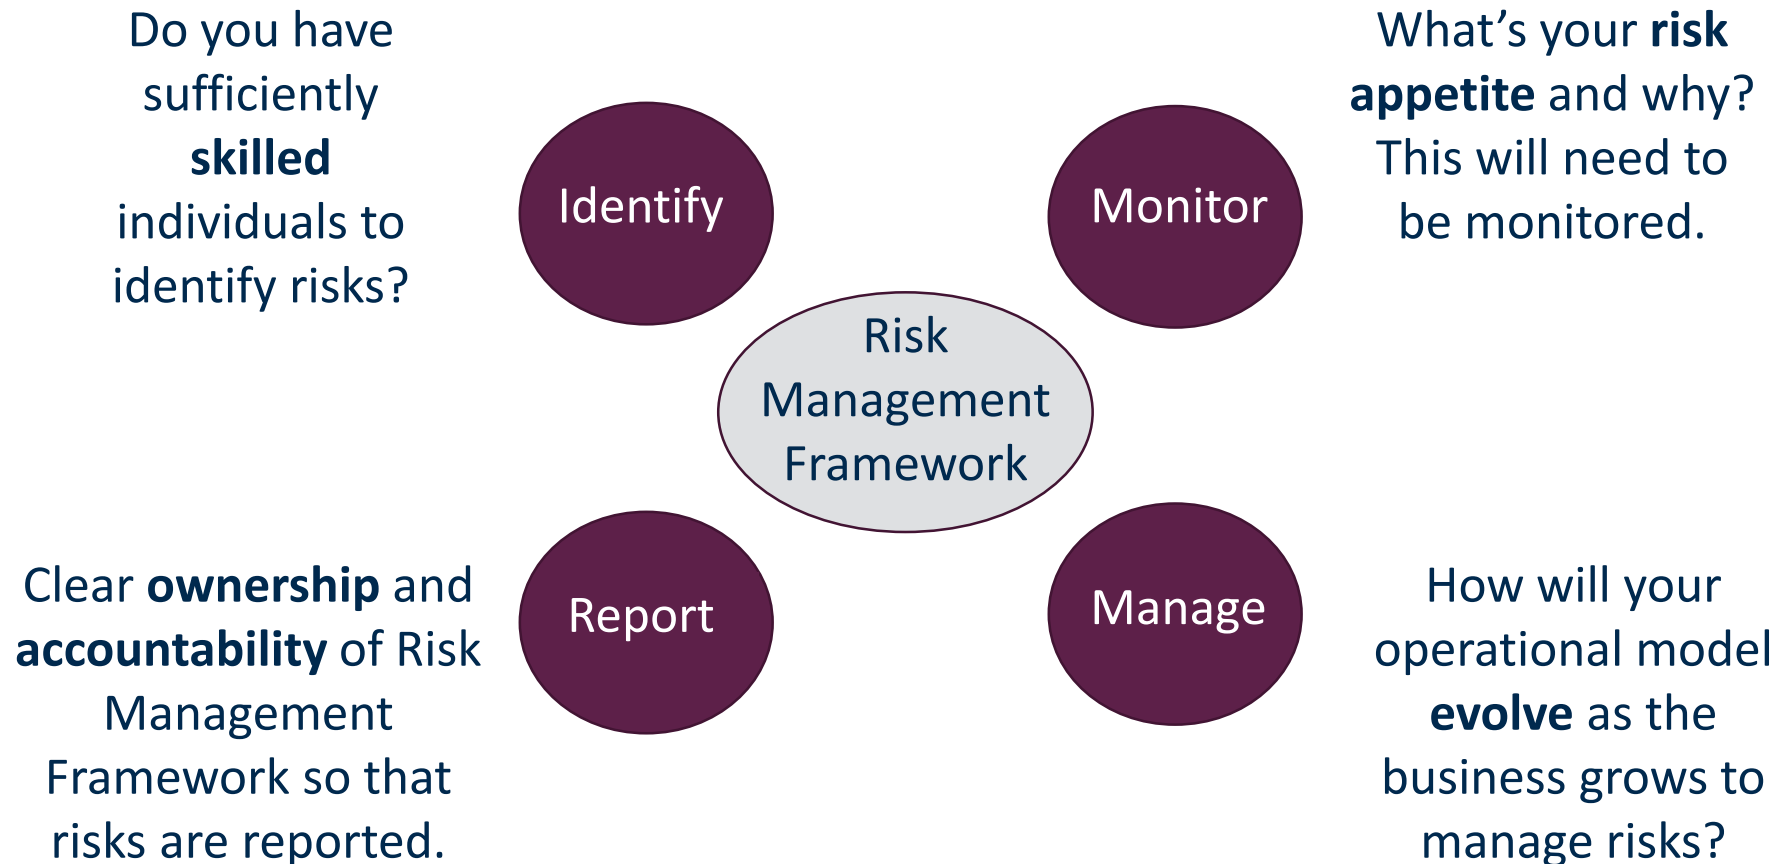 Do you have
sufficiently
skilled
individuals to
identify risks?
Identify
Monitor
What’s your risk
appetite and why?
This will need to
be monitored.
Risk
Management
Framework
Clear ownership and
accountability of Risk
Management
Framework so that
risks are reported.
Report
Manage
How will your
operational model
evolve as the
business grows to
manage risks?